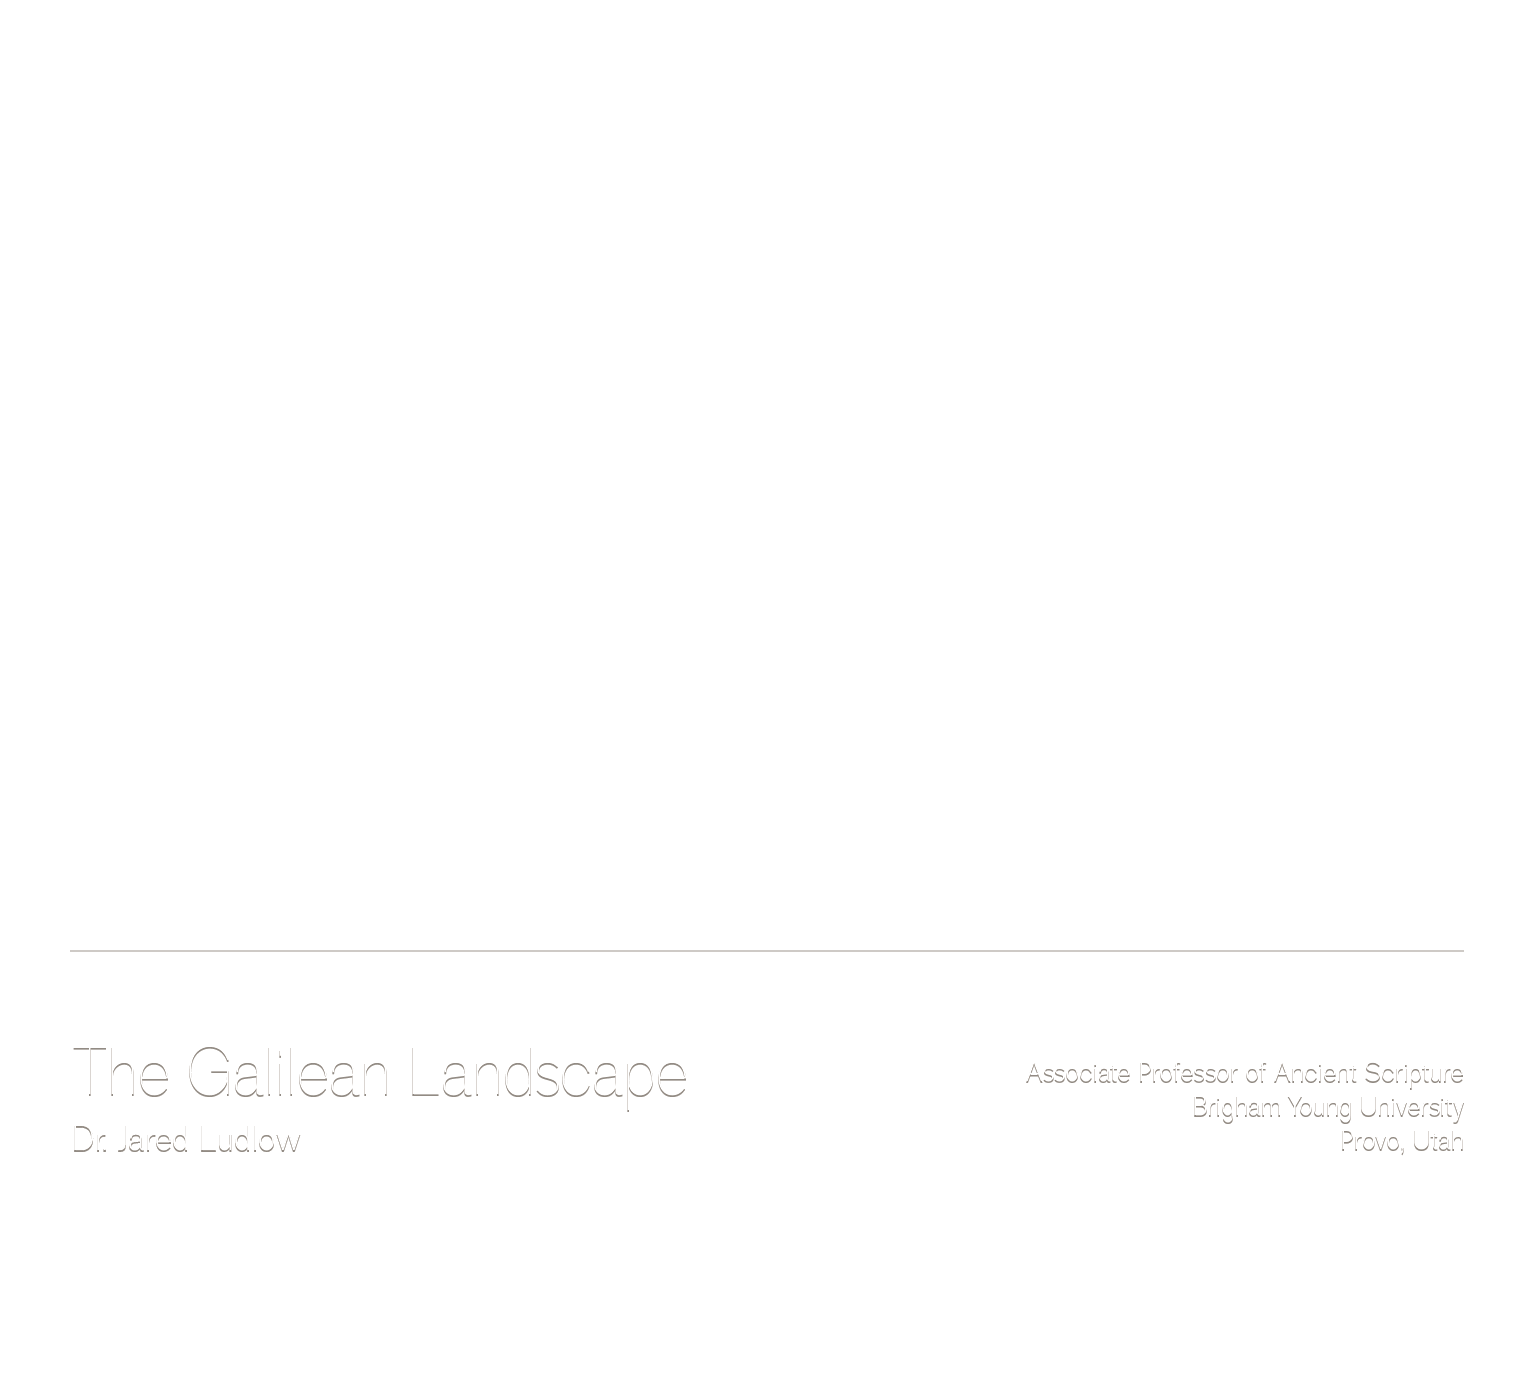 The Galilean Landscape
Dr. Jared Ludlow
Associate Professor of Ancient Scripture
Brigham Young University
Provo, Utah